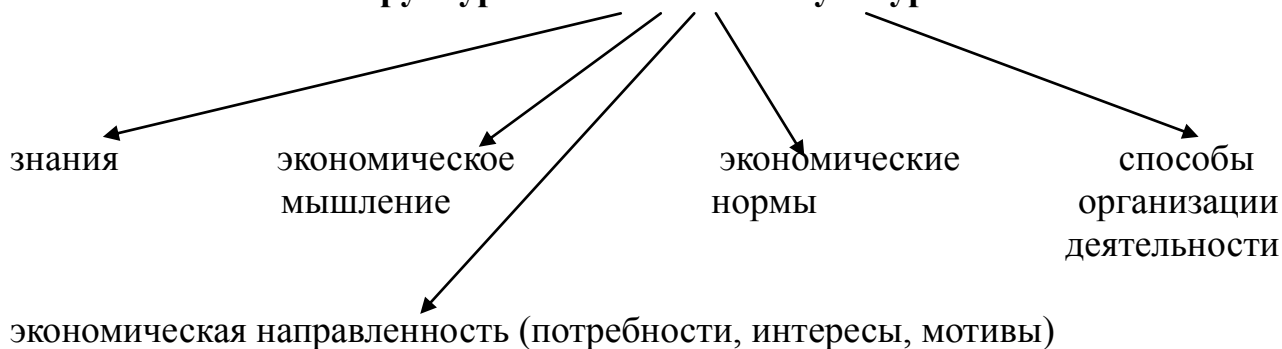 знания экономическое экономические способы
мышление нормы организации
деятельности
экономическая направленность (потребности, интересы, мотивы)